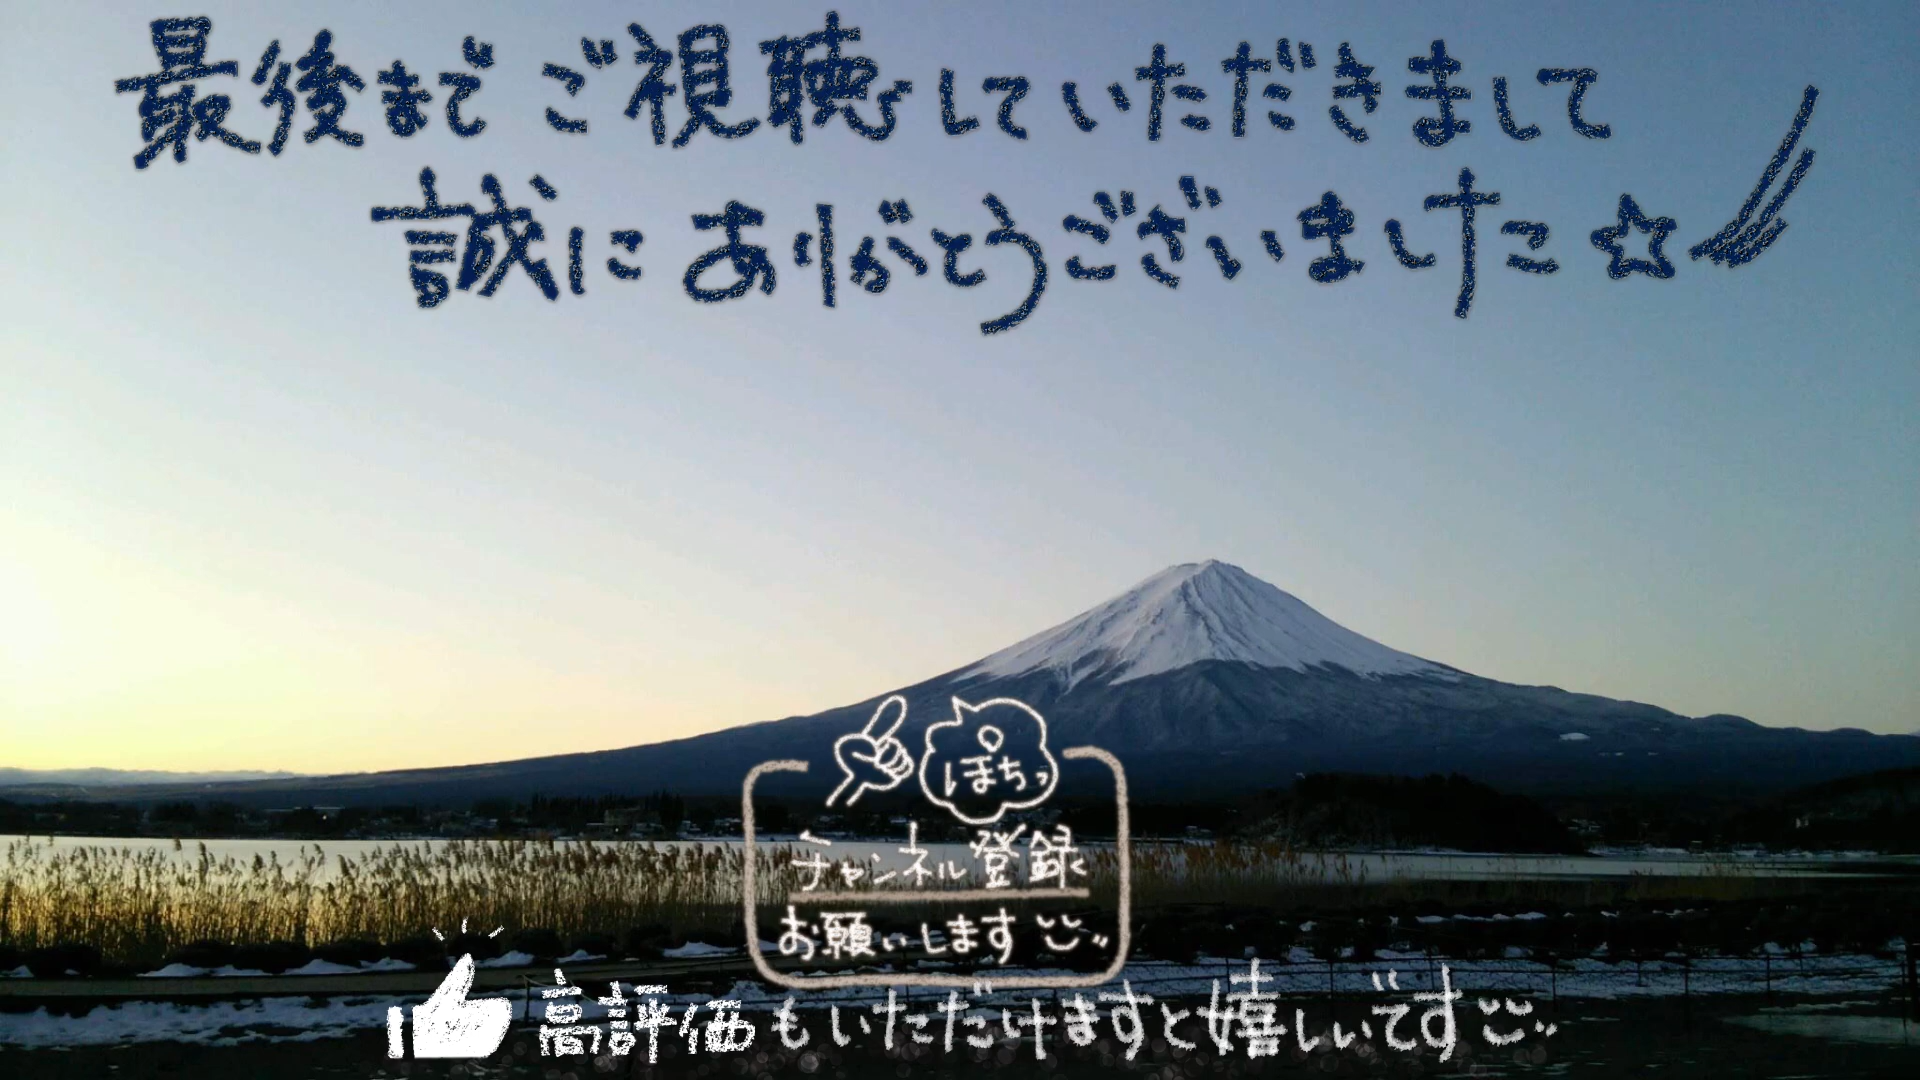 最後までご視聴していただきまして
誠にありがとうございました☆
ぽちっ
チャンネル登録
お願いします
高評価もいただけますと嬉しいです